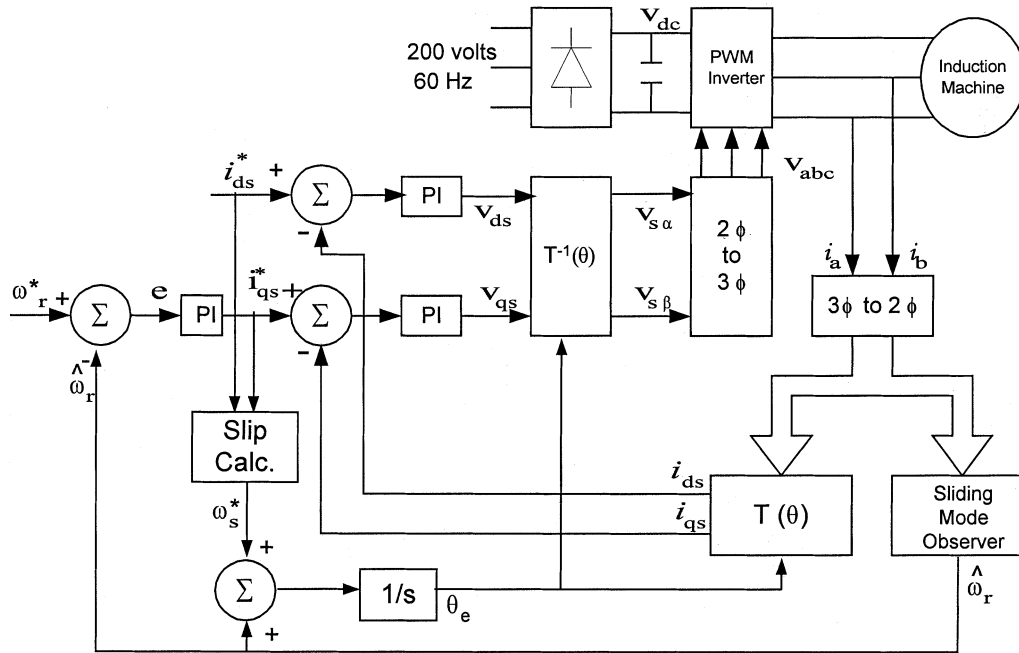 200 volts
60 Hz
v_dc
PWM
Inverter
Induction
Machine
i*_ds
+
Σ
-
PI
v_ds
T⁻¹(θ)
v_sα
2 ϕ
to
3 ϕ
v_abc
i_a
i_b
3ϕ to 2 ϕ
ω*_r
+
Σ
-
ω̂_r
e
PI
i*_qs
+
Σ
-
PI
v_qs
v_sβ
Slip
Calc.
ω*_s
+
Σ
+
1/s
θ_e
i_ds
i_qs
T (θ)
Sliding
Mode
Observer
ω̂_r